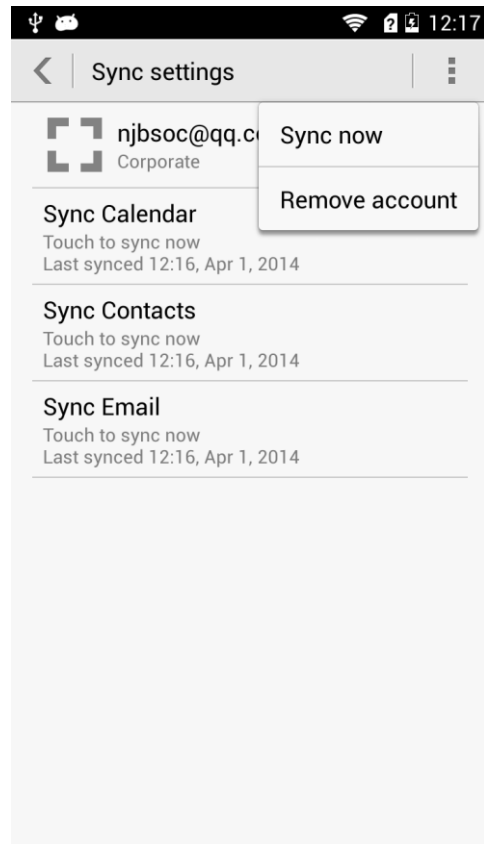 12:17
Sync settings
njbsoc@qq.co
Corporate
Sync now
Remove account
Sync Calendar
Touch to sync now
Last synced 12:16, Apr 1, 2014
Sync Contacts
Touch to sync now
Last synced 12:16, Apr 1, 2014
Sync Email
Touch to sync now
Last synced 12:16, Apr 1, 2014